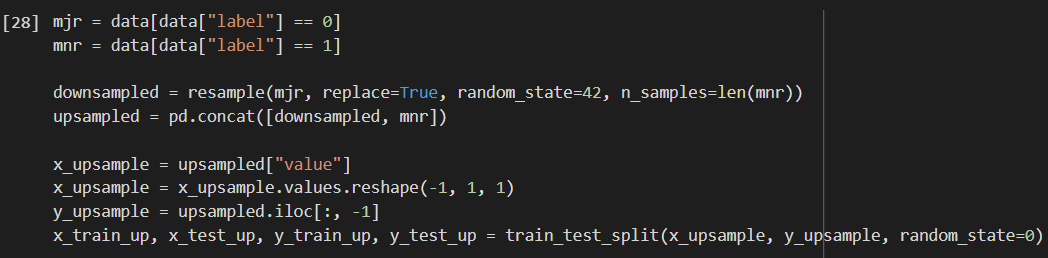 [28] mjr = data[data["label"] == 0]
mnr = data[data["label"] == 1]
downsampled = resample(mjr, replace=True, random_state=42, n_samples=len(mnr))
upsampled = pd.concat([downsampled, mnr])
x_upsample = upsampled["value"]
x_upsample = x_upsample.values.reshape(-1, 1, 1)
y_upsample = upsampled.iloc[:, -1]
x_train_up, x_test_up, y_train_up, y_test_up = train_test_split(x_upsample, y_upsample, random_state=0)